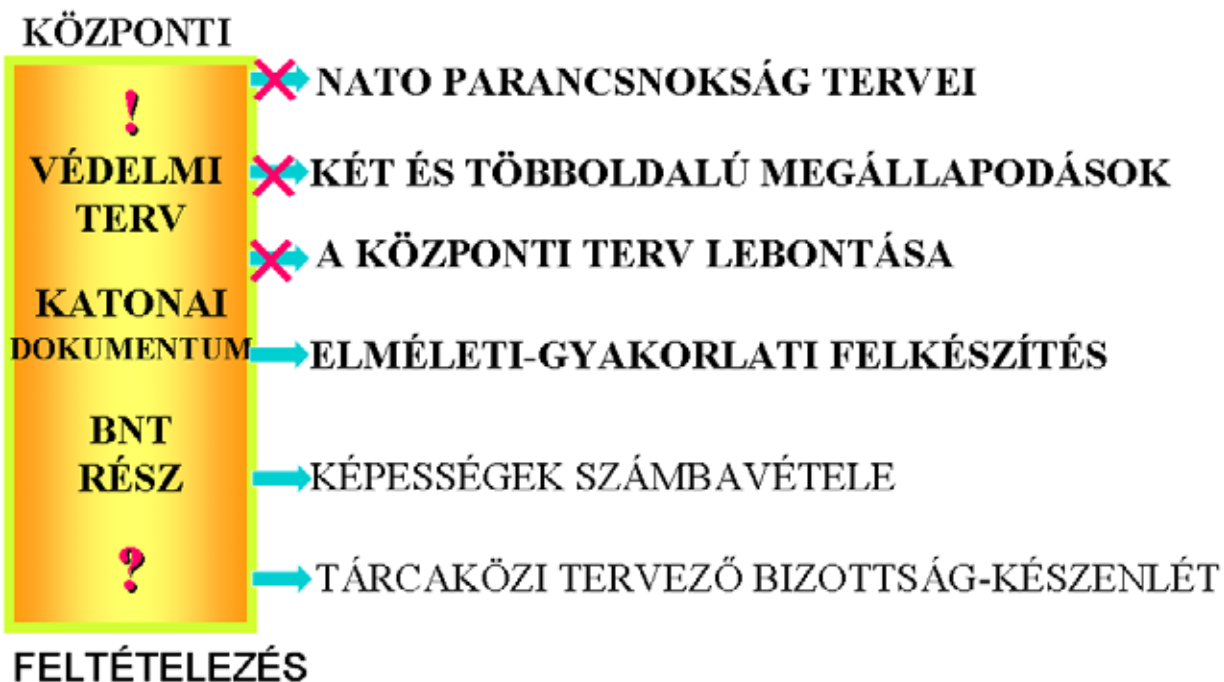 KÖZPONTI
!
VÉDELMI
TERV
KATONAI
DOKUMENTUM
BNT
RÉSZ
?
NATO PARANCSNOKSÁG TERVEI
KÉT ÉS TÖBBOLDALÚ MEGÁLLAPODÁSOK
A KÖZPONTI TERV LEBONTÁSA
ELMÉLETI-GYAKORLATI FELKÉSZÍTÉS
KÉPESSÉGEK SZÁMBAVÉTELE
TÁRCAKÖZI TERVEZŐ BIZOTTSÁG-KÉSZENLÉT
FELTÉTELEZÉS